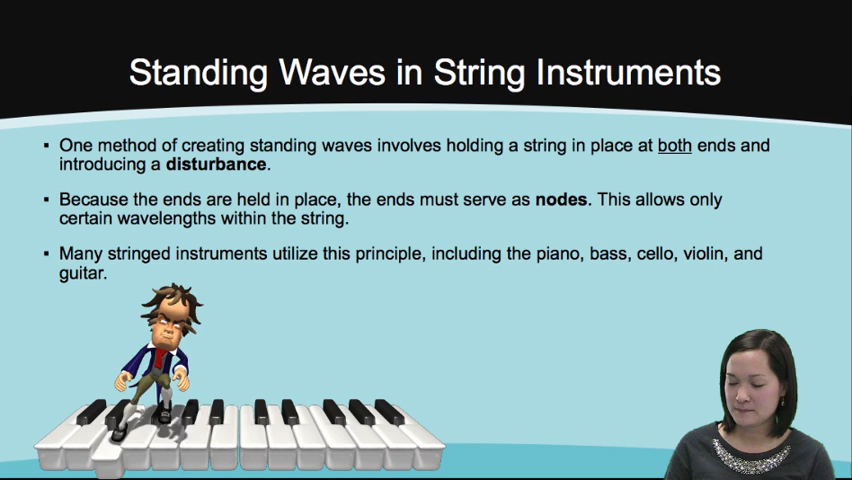 Standing Waves in String Instruments
▪ One method of creating standing waves involves holding a string in place at both ends and
introducing a disturbance.
▪ Because the ends are held in place, the ends must serve as nodes. This allows only
certain wavelengths within the string.
▪ Many stringed instruments utilize this principle, including the piano, bass, cello, violin, and
guitar.